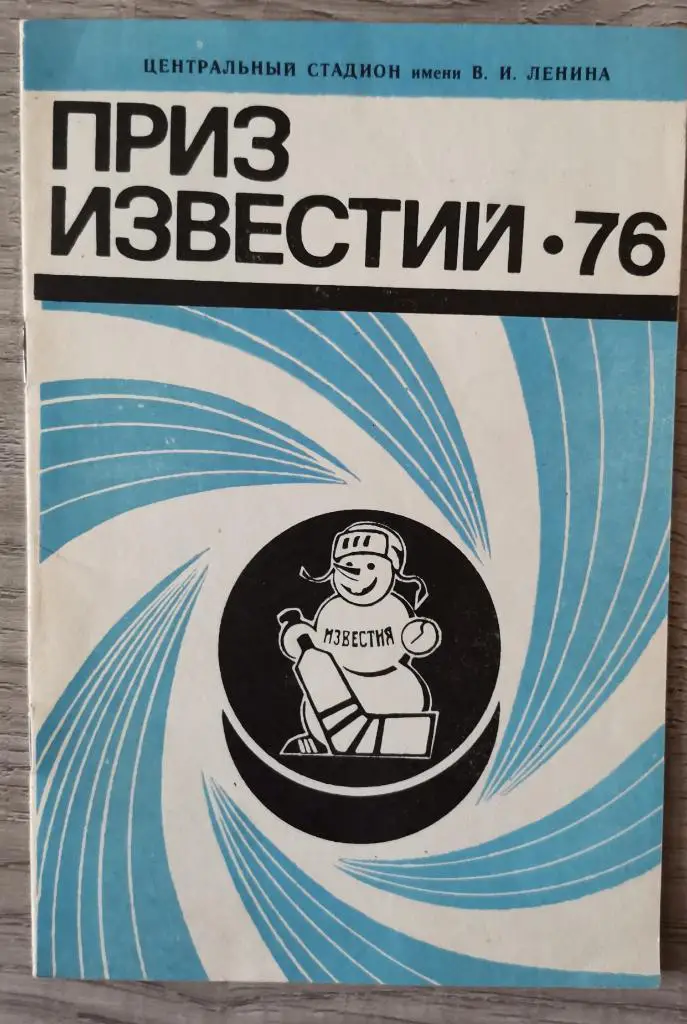 ЦЕНТРАЛЬНЫЙ СТАДИОН имени В. И. ЛЕНИНА
ПРИЗ
ИЗВЕСТИЙ • 76
ИЗВЕСТИЯ